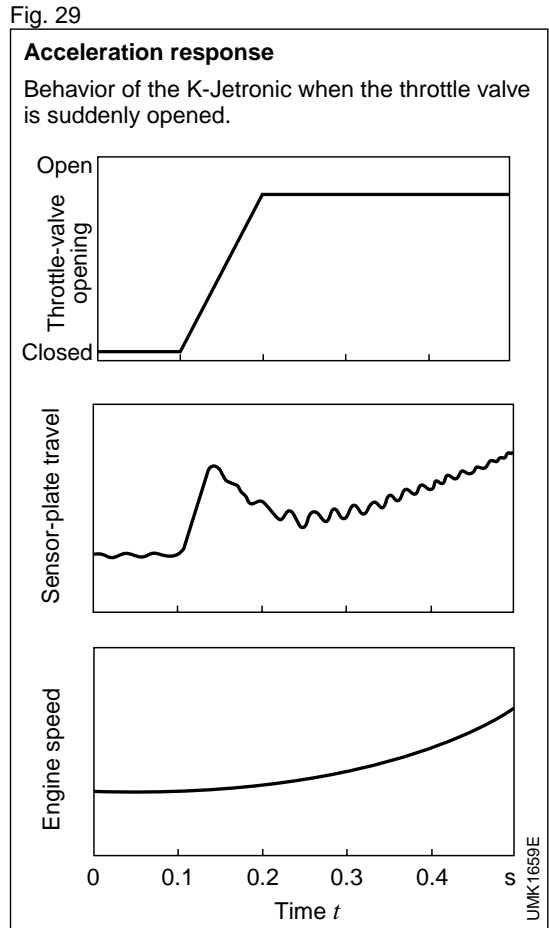 Fig. 29
Acceleration response
Behavior of the K-Jetronic when the throttle valve
is suddenly opened.
Open
Throttle-valve
opening
Closed
Sensor-plate travel
Engine speed
0 0.1 0.2 0.3 0.4 s
Time t
UMK1659E